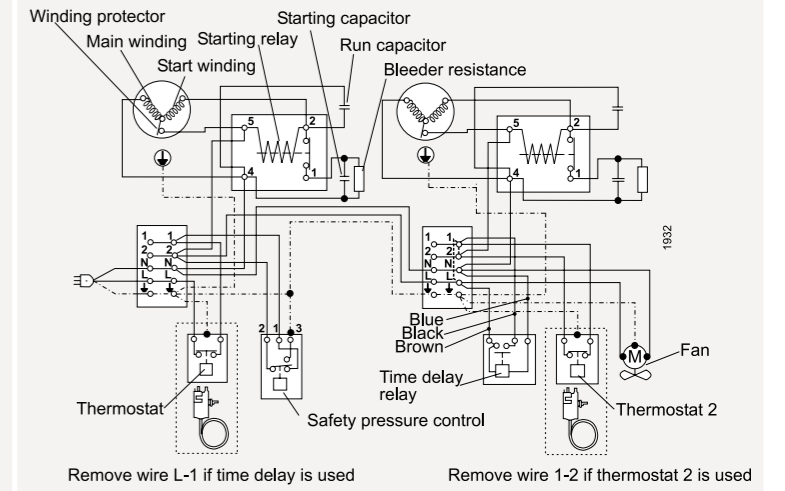 Winding protector
Starting capacitor
Main winding
Starting relay
Run capacitor
Start winding
Bleeder resistance
5
2
4
1
5
2
4
1
1932
1 1
2 2
N N
L L
1 1
2 2
N N
L L
Blue
Black
Brown
2 1 3
M
Fan
Time delay
relay
Thermostat
Safety pressure control
Thermostat 2
Remove wire L-1 if time delay is used
Remove wire 1-2 if thermostat 2 is used